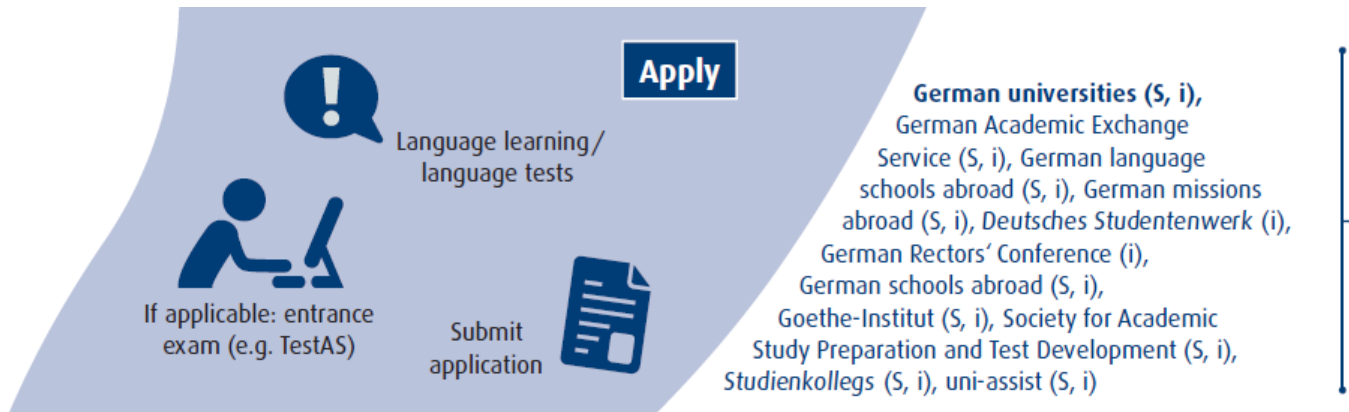 Apply
Language learning/
language tests
If applicable: entrance
exam (e.g. TestAS)
Submit
application
German universities (S, i),
German Academic Exchange
Service (S, i), German language
schools abroad (S, i), German missions
abroad (S, i), Deutsches Studentenwerk (i),
German Rectors‘ Conference (i),
German schools abroad (S, i),
Goethe-Institut (S, i), Society for Academic
Study Preparation and Test Development (S, i),
Studienkollegs (S, i), uni-assist (S, i)